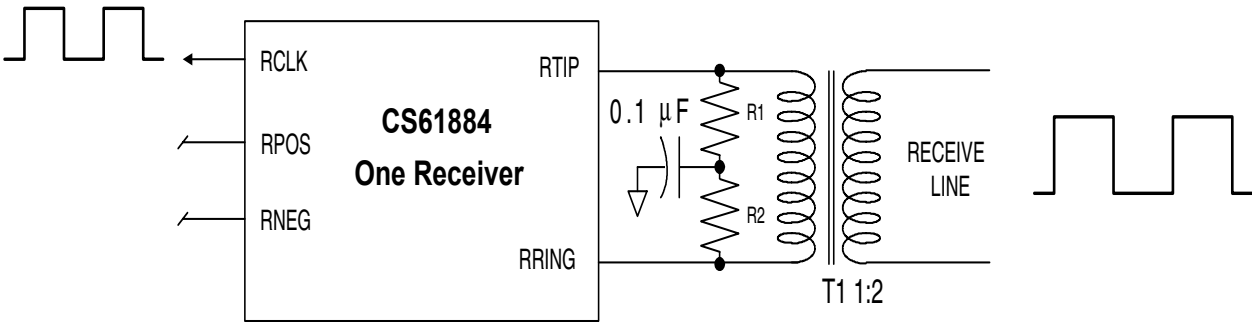 RCLK
RTIP
CS61884
One Receiver
RPOS
RNEG
RRING
0.1 μF
R1
R2
RECEIVE
LINE
T1 1:2